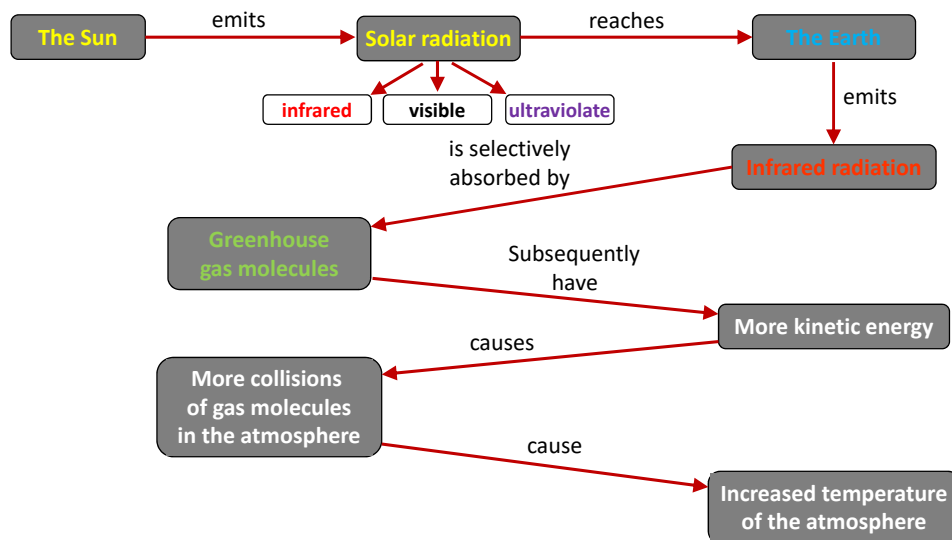 emits
reaches
The Sun
Solar radiation
The Earth
infrared
visible
ultraviolate
emits
is selectively
absorbed by
Infrared radiation
Greenhouse
gas molecules
Subsequently
have
More kinetic energy
causes
More collisions
of gas molecules
in the atmosphere
cause
Increased temperature
of the atmosphere